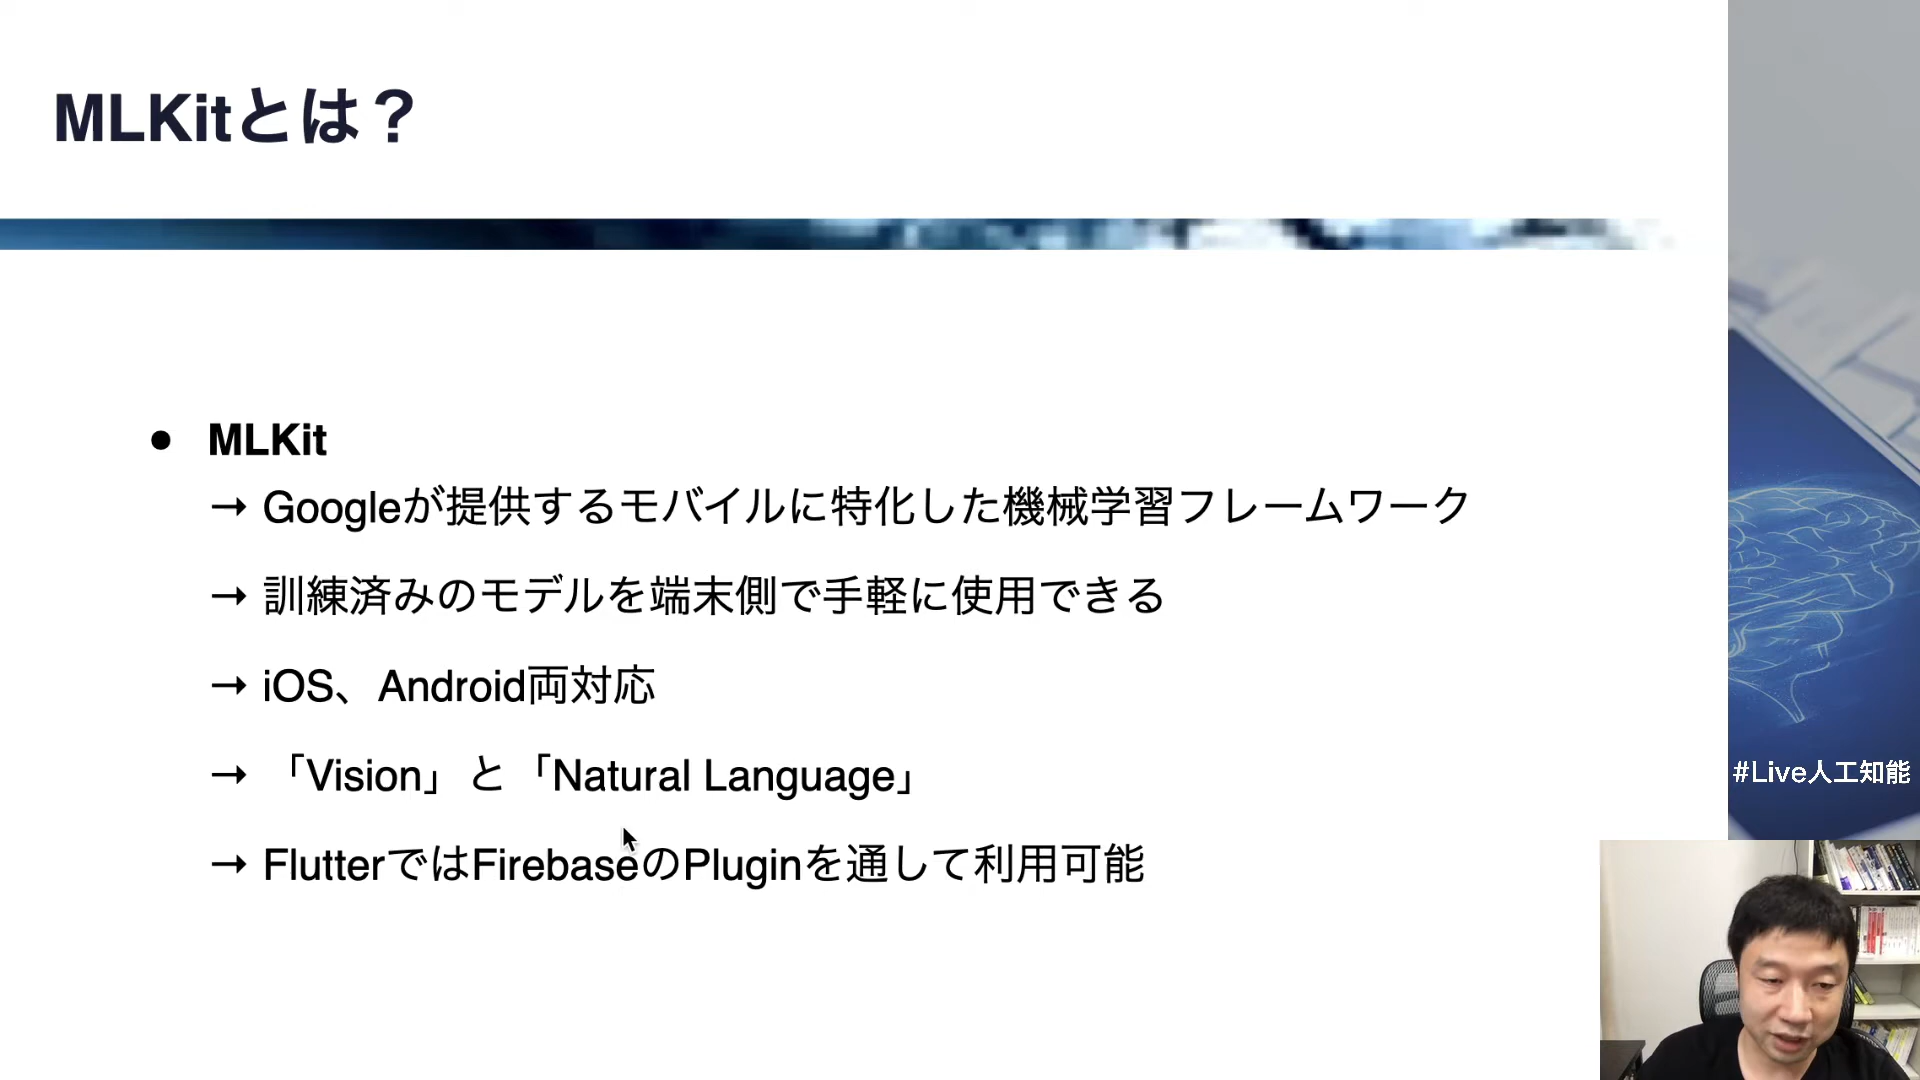 MLKitとは？
● MLKit
→ Googleが提供するモバイルに特化した機械学習フレームワーク
→ 訓練済みのモデルを端末側で手軽に使用できる
→ iOS、Android両対応
→ 「Vision」と「Natural Language」
→ FlutterではFirebaseのPluginを通して利用可能
#Live人工知能